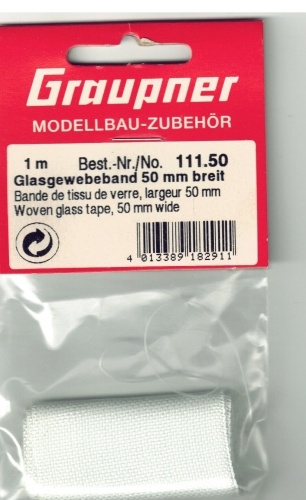 Graupner
MODELLBAU-ZUBEHÖR
1 m Best.-Nr./No. 111.50
Glasgewebeband 50 mm breit
Bande de tissu de verre, largeur 50 mm
Woven glass tape, 50 mm wide
4 013389 182911